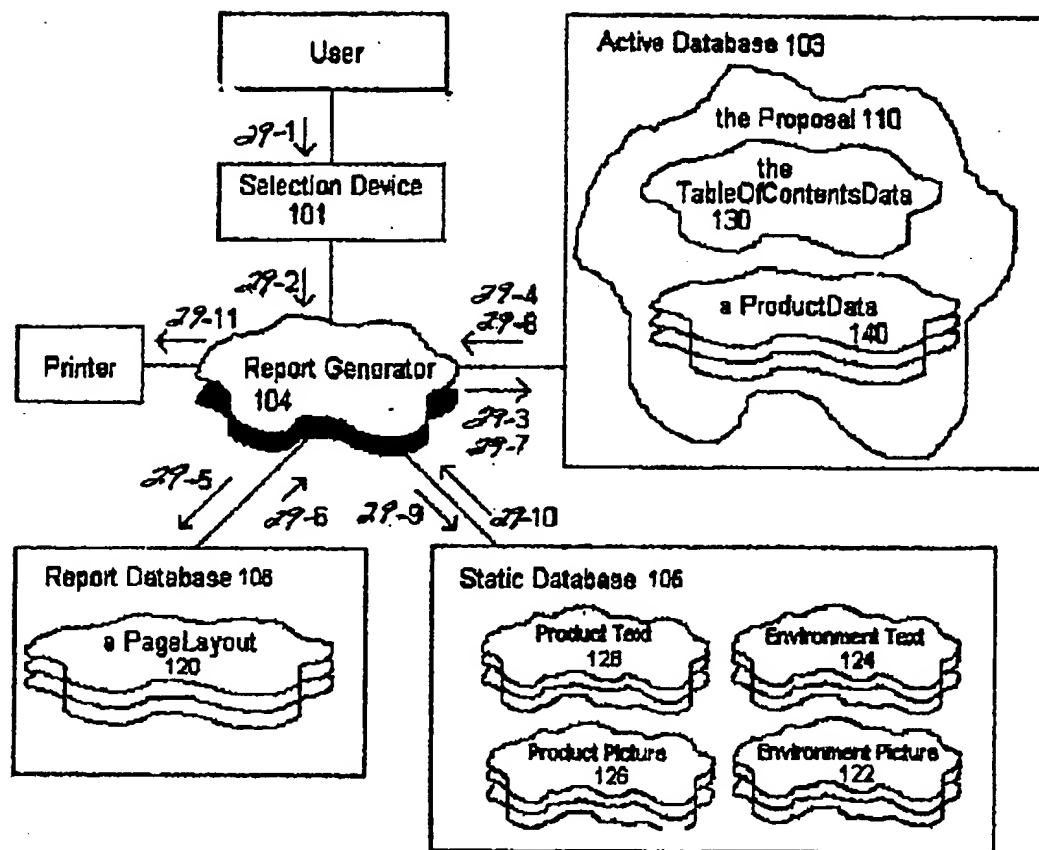 User
29-1
Selection Device
101
29-2
29-11
Printer
Report Generator
104
29-4
29-8
29-3
29-7
Active Database 103
the Proposal 110
the
TableOfContentsData
130
a ProductData
140
29-5
29-6
29-9
29-10
Report Database 106
a PageLayout
120
Static Database 105
Product Text
128
Environment Text
124
Product Picture
126
Environment Picture
122